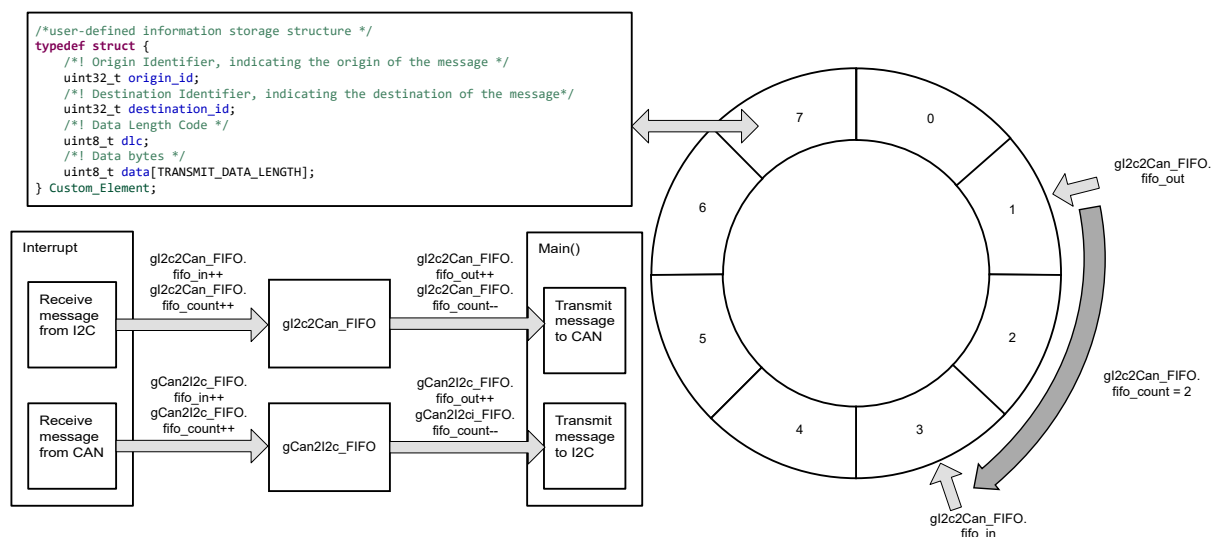 /*user-defined information storage structure */
typedef struct {
/*! Origin Identifier, indicating the origin of the message */
uint32_t origin_id;
/*! Destination Identifier, indicating the destination of the message*/
uint32_t destination_id;
/*! Data Length Code */
uint8_t dlc;
/*! Data bytes */
uint8_t data[TRANSMIT_DATA_LENGTH];
} Custom_Element;
Interrupt
Receive
message
from I2C
Receive
message
from CAN
gI2c2Can_FIFO.
fifo_in++
gI2c2Can_FIFO.
fifo_count++
gCan2I2c_FIFO.
fifo_in++
gCan2I2c_FIFO.
fifo_count++
gI2c2Can_FIFO
gCan2I2c_FIFO
gI2c2Can_FIFO.
fifo_out++
gI2c2Can_FIFO.
fifo_count--
gCan2I2c_FIFO.
fifo_out++
gCan2I2ci_FIFO.
fifo_count--
Main()
Transmit
message
to CAN
Transmit
message
to I2C
7
0
6
1
5
2
4
3
gI2c2Can_FIFO.
fifo_out
gI2c2Can_FIFO.
fifo_count = 2
gI2c2Can_FIFO.
fifo_in